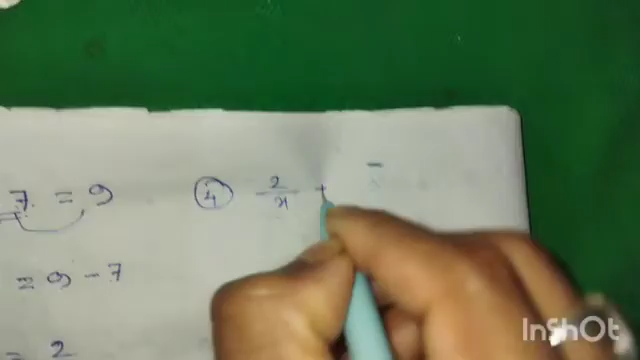 7 = 9
④ 2/x +
= 9 - 7
= 2
InShOt